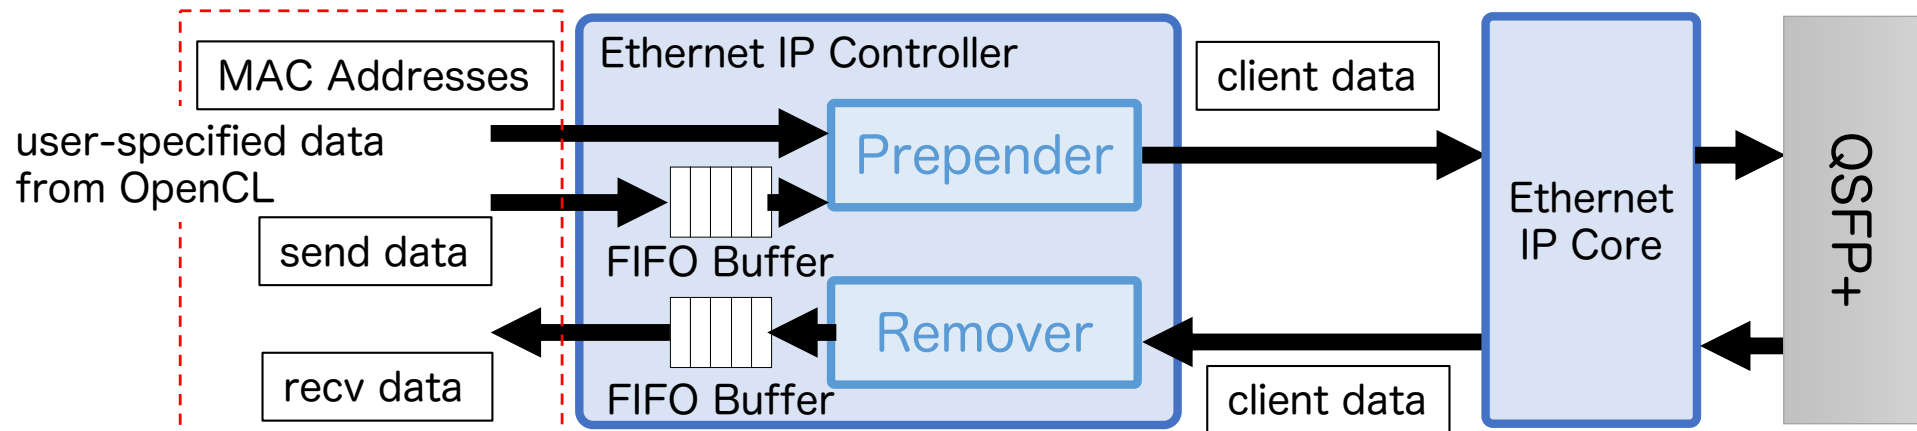 MAC Addresses
user-specified data
from OpenCL
send data
recv data
Ethernet IP Controller
Prepender
FIFO Buffer
Remover
FIFO Buffer
client data
client data
Ethernet
IP Core
QSFP+